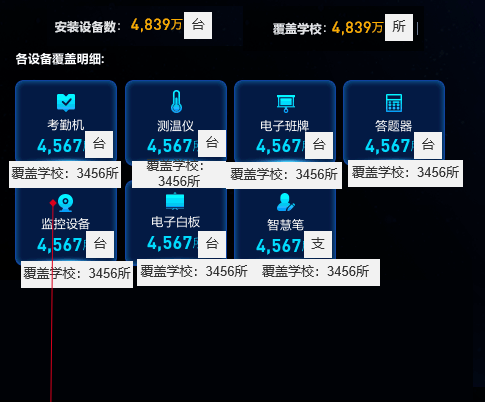 安装设备数: 4,839万 台
覆盖学校: 4,839万 所
各设备覆盖明细:
考勤机 测温仪 电子班牌 答题器
4,567 台 4,567 台 4,567 台 4,567 台
覆盖学校: 3456所 覆盖学校: 3456所 覆盖学校: 3456所 覆盖学校: 3456所
监控设备 电子白板 智慧笔
4,567 台 4,567 台 4,567 支
覆盖学校: 3456所 覆盖学校: 3456所 覆盖学校: 3456所